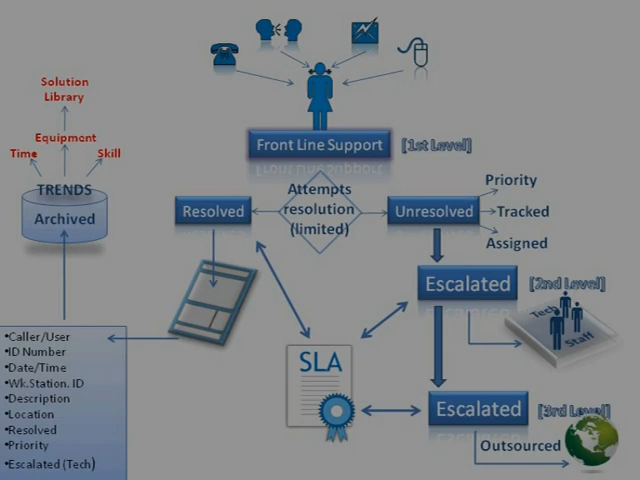 Solution
Library
Equipment
Time
Skill
TRENDS
Archived
Front Line Support
[1st Level]
Attempts
resolution
(limited)
Resolved
Unresolved
Priority
Tracked
Assigned
Escalated
[2nd Level]
Tech
Staff
SLA
Escalated
[3rd Level]
Outsourced
•Caller/User
•ID Number
•Date/Time
•Wk.Station. ID
•Description
•Location
•Resolved
•Priority
•Escalated (Tech)